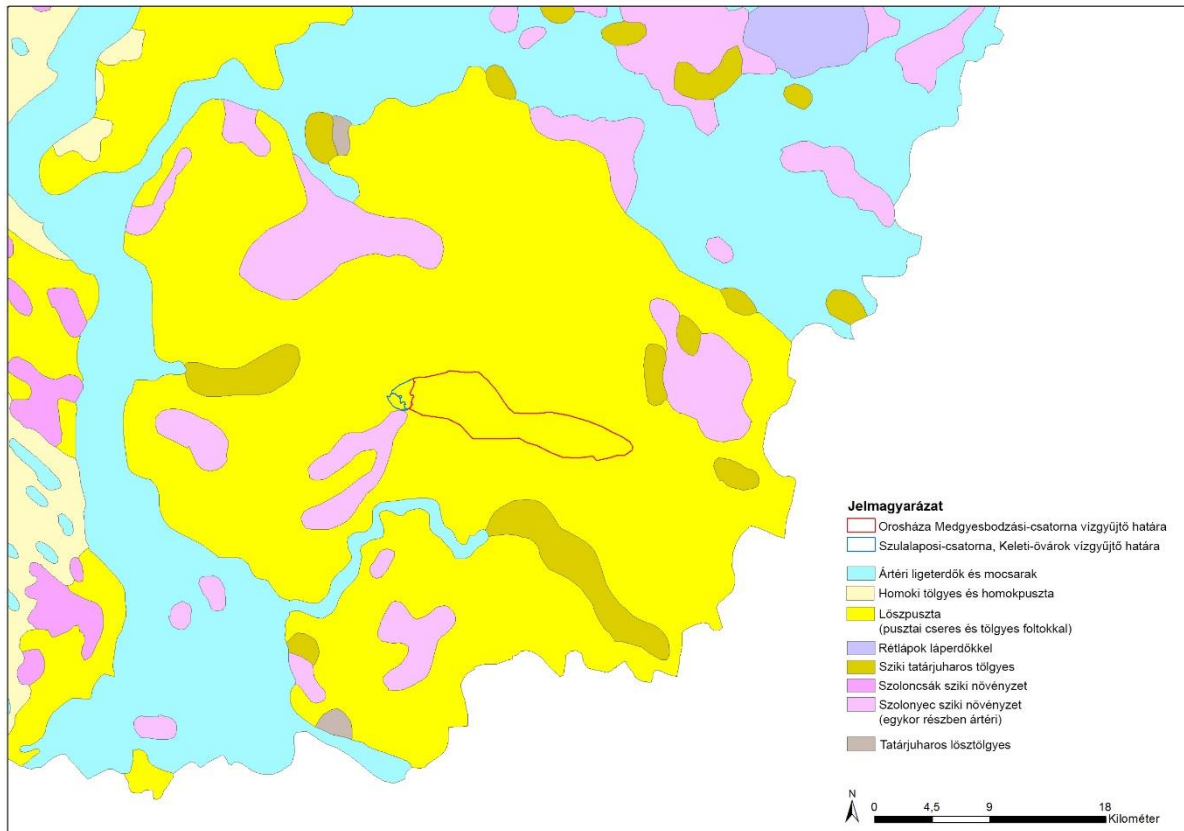 Jelmagyarázat
Orosháza Medgyesbodzási-csatorna vízgyűjtő határa
Szulalaposi-csatorna, Keleti-övárok vízgyűjtő határa
Ártéri ligeterdők és mocsarak
Homoki tölgyes és homokpuszta
Lőszpuszta
(pusztai cseres és tölgyes foltokkal)
Rétlápok láperdőkkel
Sziki tatárjuharos tölgyes
Szoloncsák sziki növényzet
Szolonyec sziki növényzet
(egykor részben ártéri)
Tatárjuharos lösztölgyes
N
0 4,5 9 18
Kilométer